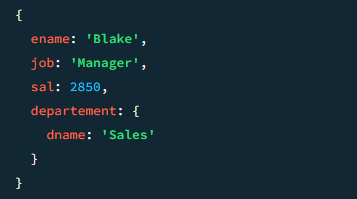 {
  ename: 'Blake',
  job: 'Manager',
  sal: 2850,
  departement: {
    dname: 'Sales'
  }
}